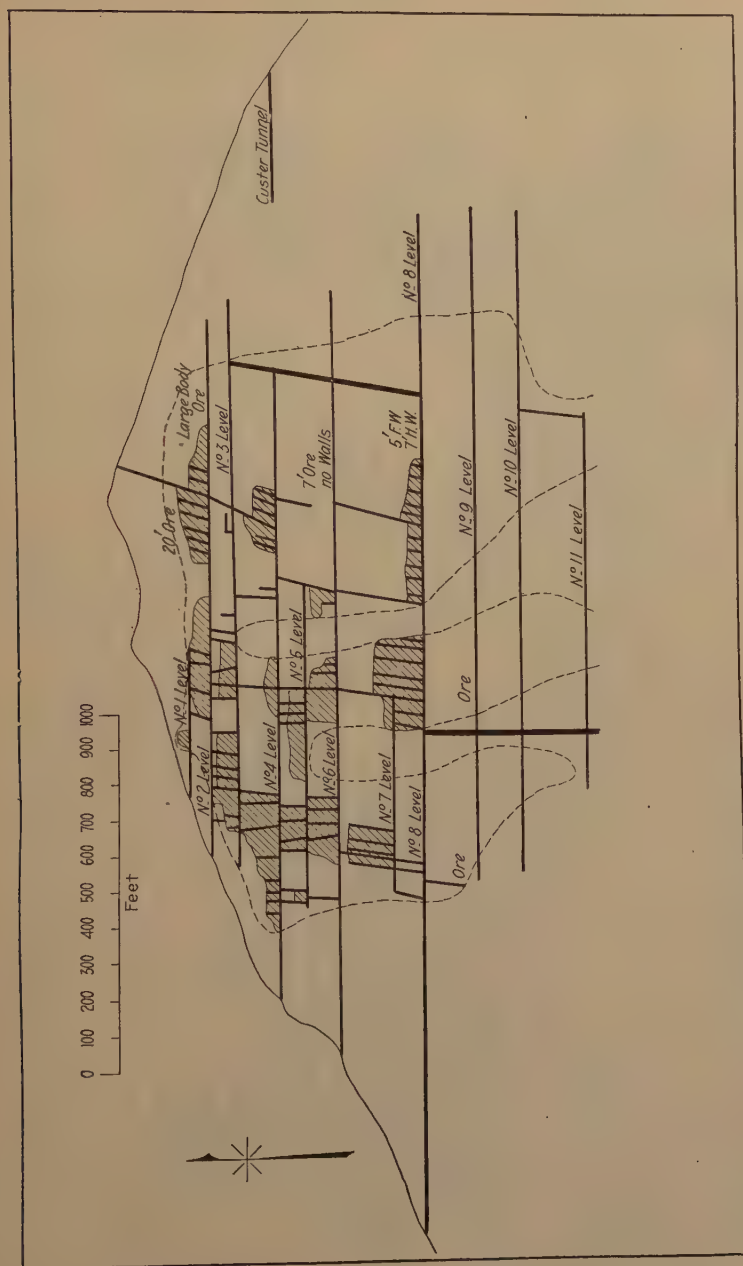 0 100 200 300 400 500 600 700 800 900 1000
Feet
Custer Tunnel
Nº 1 Level
20' Ore
Large Body
Ore
Nº 2 Level
Nº 3 Level
Nº 4 Level
Nº 5 Level
7' Ore
no Walls
Nº 6 Level
Nº 7 Level
5' F.W.
7' H.W.
Nº 8 Level
Nº 8 Level
Ore
Ore
Nº 9 Level
Nº 10 Level
Nº 11 Level